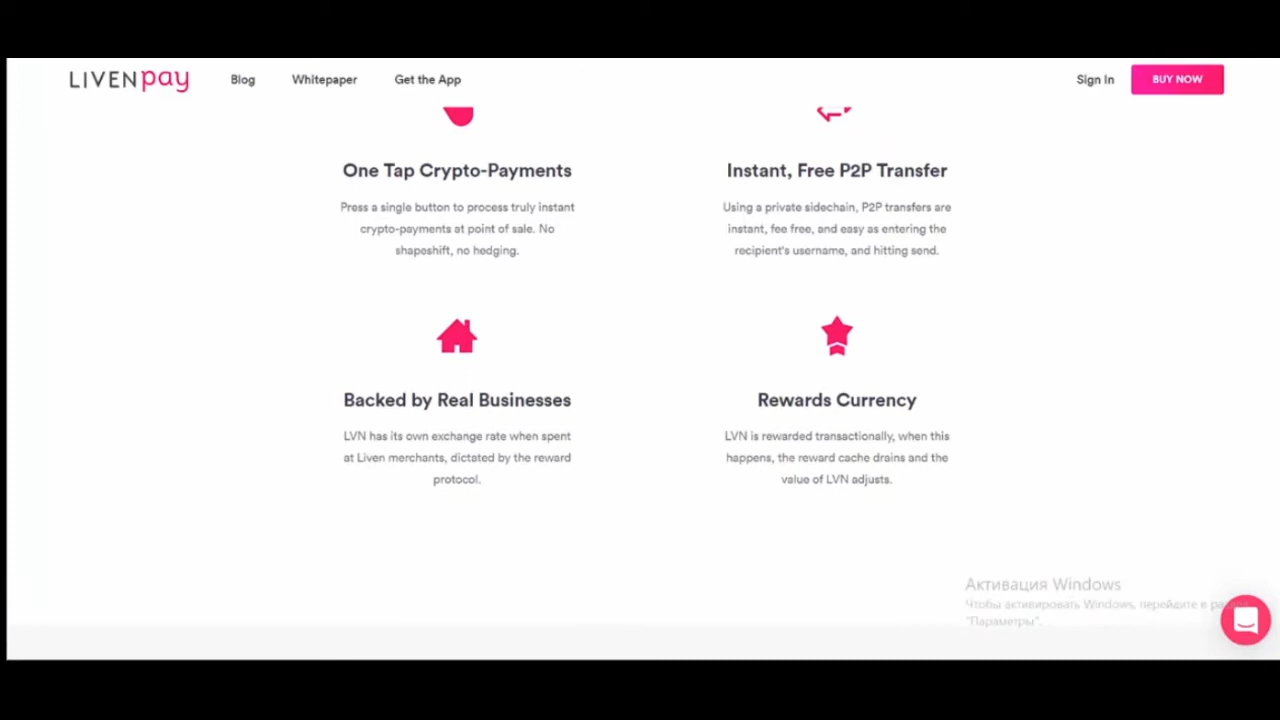 LIVENpay Blog Whitepaper Get the App Sign In BUY NOW
One Tap Crypto-Payments
Press a single button to process truly instant
crypto-payments at point of sale. No
shapeshift, no hedging.
Instant, Free P2P Transfer
Using a private sidechain, P2P transfers are
instant, fee free, and easy as entering the
recipient's username, and hitting send.
Backed by Real Businesses
LVN has its own exchange rate when spent
at Liven merchants, dictated by the reward
protocol.
Rewards Currency
LVN is rewarded transactionally, when this
happens, the reward cache drains and the
value of LVN adjusts.
Активация Windows
Чтобы активировать Windows, перейдите в
"Параметры".